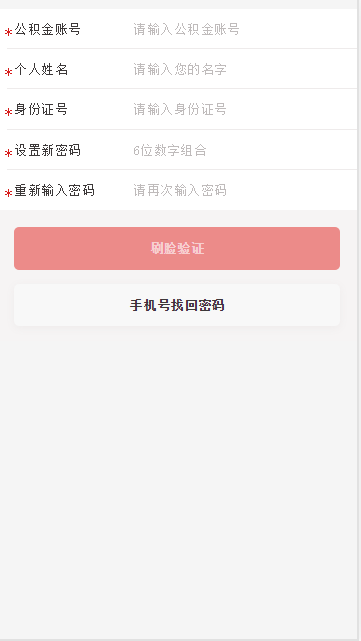 *公积金账号 请输入公积金账号
*个人姓名 请输入您的名字
*身份证号 请输入身份证号
*设置新密码 6位数字组合
*重新输入密码 请再次输入密码
刷脸验证
手机号找回密码